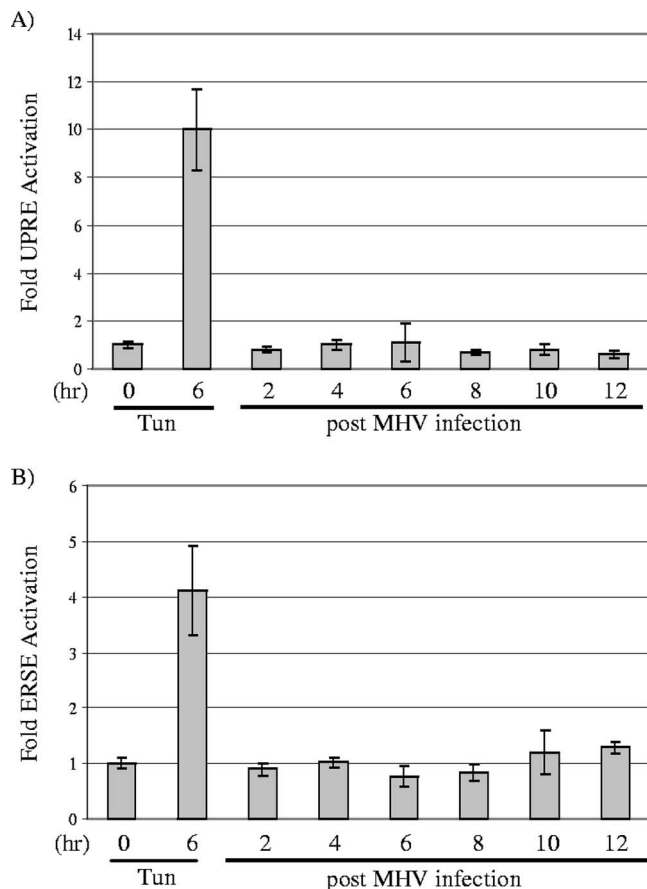 A)
14
12
10
8
6
4
2
0
Fold UPRE Activation
(hr) 0 6 2 4 6 8 10 12
Tun post MHV infection
B)
6
5
4
3
2
1
0
Fold ERSE Activation
(hr) 0 6 2 4 6 8 10 12
Tun post MHV infection